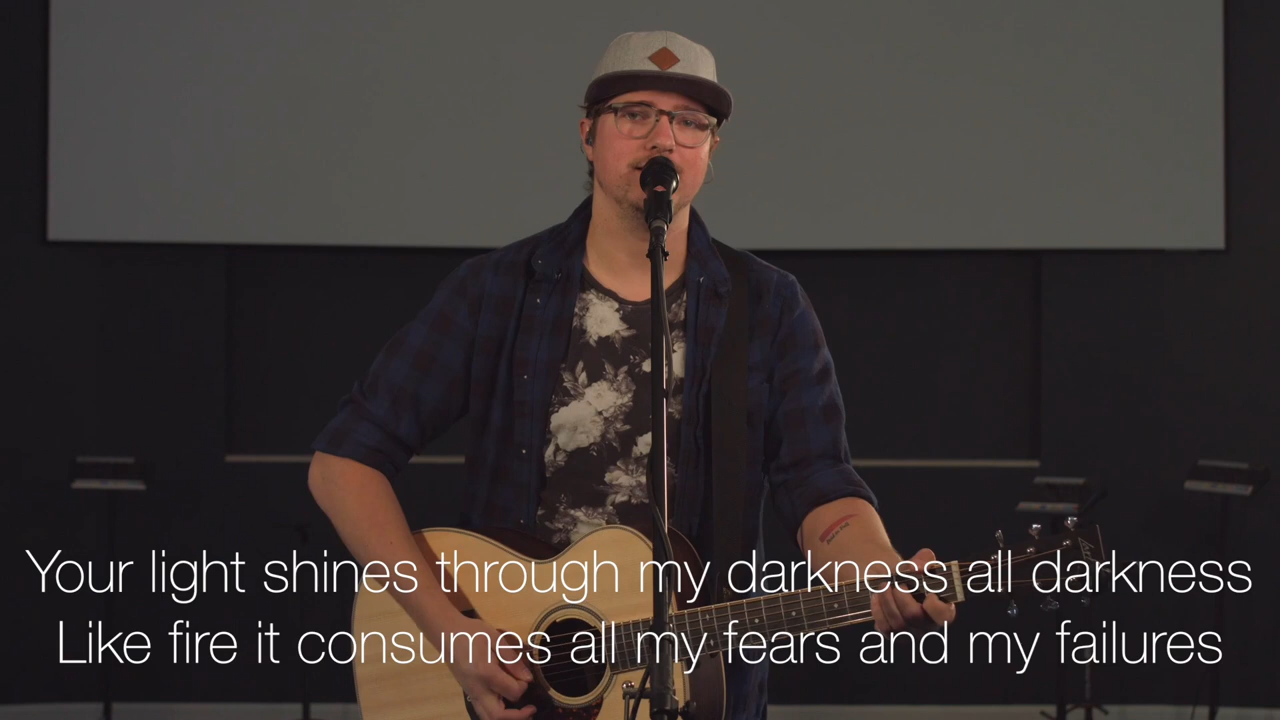 Your light shines through my darkness all darkness
Like fire it consumes all my fears and my failures